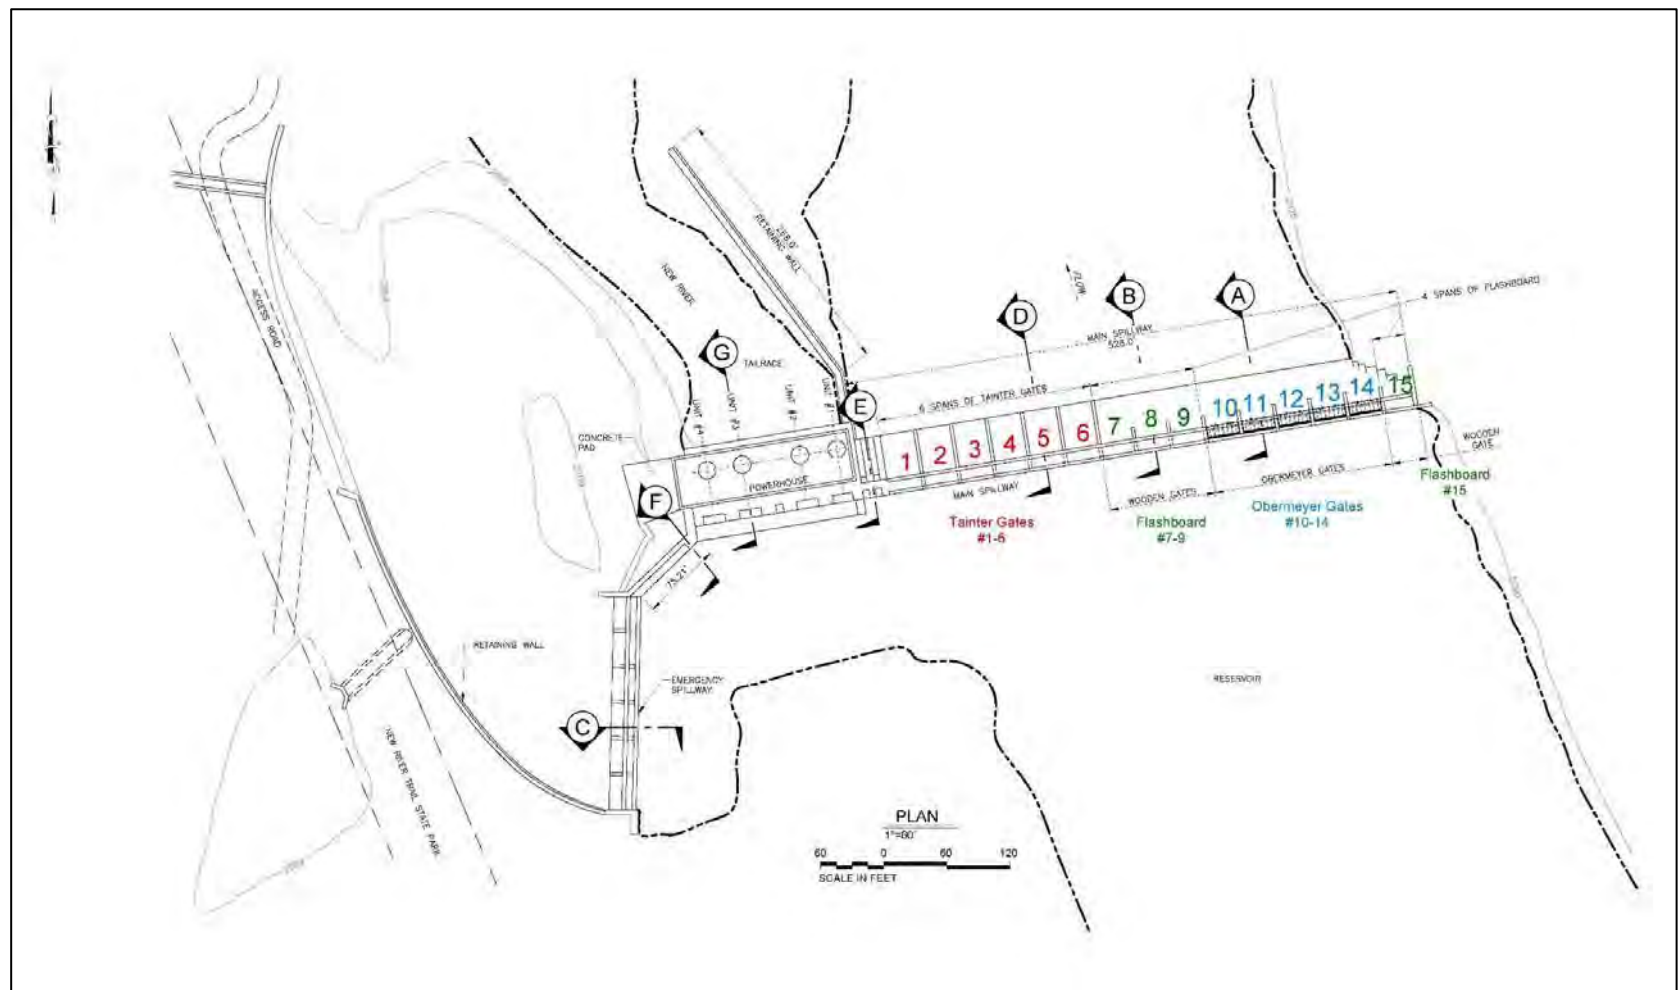 ACCESS ROAD
NEW RIVER
268.0'
RETAINING WALL
FLOW
D
B
A
4 SPANS OF FLASHBOARD
MAIN SPILLWAY
528.0'
G
TAILRACE
UNIT #4
UNIT #3
UNIT #2
UNIT #1
E
6 SPANS OF TAINTER GATES
1
2
3
4
5
6
7
8
9
10
11
12
13
14
15
CONCRETE
PAD
POWERHOUSE
F
MAIN SPILLWAY
WOODEN GATES
OBERMEYER GATES
WOODEN
GATE
Tainter Gates
#1-6
Flashboard
#7-9
Obermeyer Gates
#10-14
Flashboard
#15
75.21'
RETAINING WALL
EMERGENCY
SPILLWAY
RESERVOIR
C
NEW RIVER TRAIL STATE PARK
PLAN
60
0
60
120
SCALE IN FEET